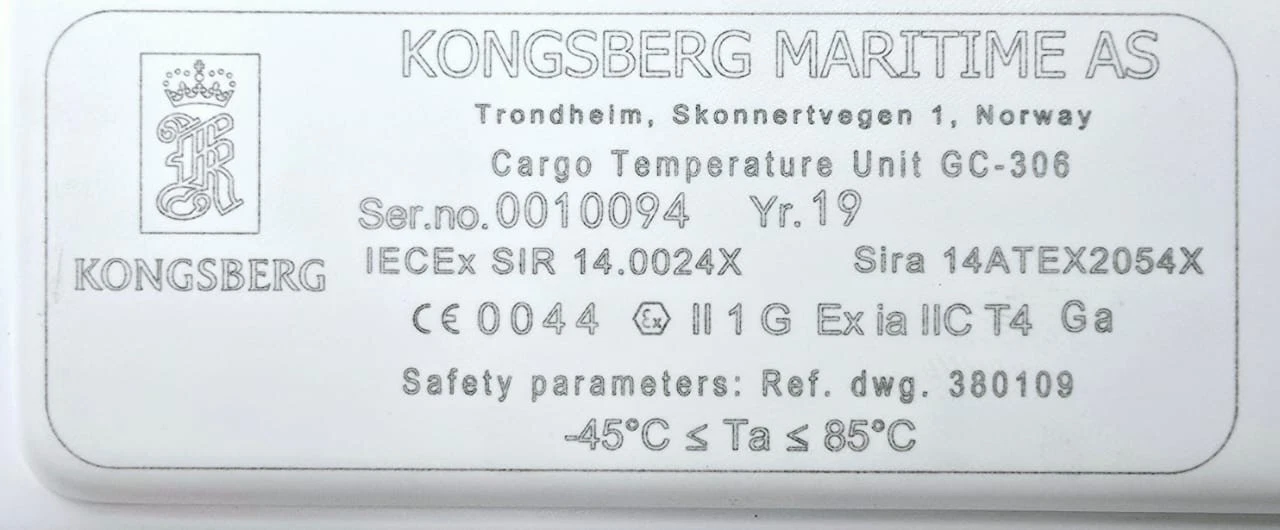 KONGSBERG MARITIME AS
Trondheim, Skonnertvegen 1, Norway
Cargo Temperature Unit GC-306
Ser.no. 0010094 Yr. 19
IECEx SIR 14.0024X Sira 14ATEX2054X
KONGSBERG
CE 0044 Ex II 1 G Ex ia IIC T4 Ga
Safety parameters: Ref. dwg. 380109
-45°C ≤ Ta ≤ 85°C